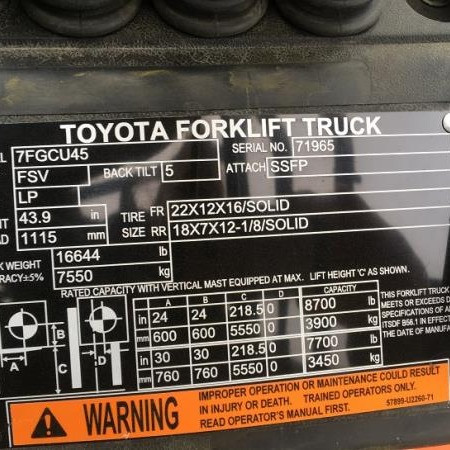 TOYOTA FORKLIFT TRUCK
7FGCU45 SERIAL NO. 71965
FSV BACK TILT 5 ATTACH SSFP
LP
43.9 in TIRE FR 22X12X16/SOLID
1115 mm SIZE RR 18X7X12-1/8/SOLID
WEIGHT 16644 lb
±5% 7550 kg
RATED CAPACITY WITH VERTICAL MAST EQUIPPED AT MAX. LIFT HEIGHT 'C' AS SHOWN.
A B C D CAPACITY
in 24 24 218.5 0 8700 lb
mm 600 600 5550 0 3900 kg
in 30 30 218.5 0 7700 lb
mm 760 760 5550 0 3450 kg
A B C D
THIS FORKLIFT TRUCK
MEETS OR EXCEEDS
ITSDF B56.1 IN EFFECT
THE DATE OF
WARNING
IMPROPER OPERATION OR MAINTENANCE COULD RESULT
IN INJURY OR DEATH. TRAINED OPERATORS ONLY.
READ OPERATOR'S MANUAL FIRST. 57899-U2260-71